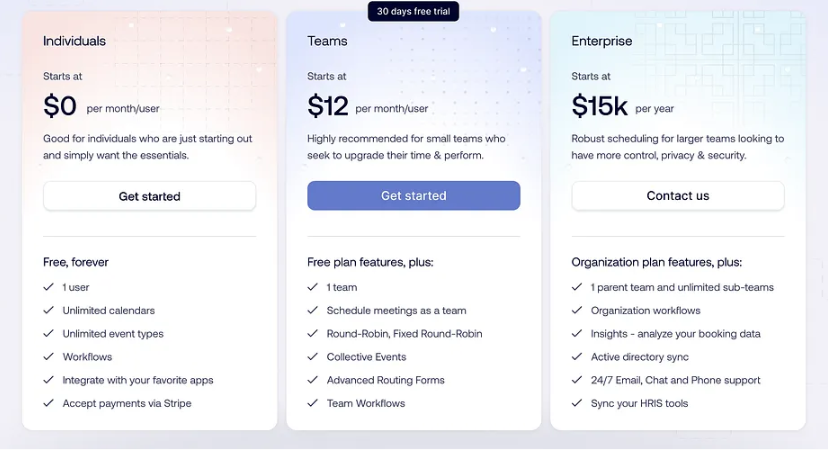 30 days free trial
Individuals
Starts at
$0 per month/user
Good for individuals who are just starting out
and simply want the essentials.
Get started
Free, forever
1 user
Unlimited calendars
Unlimited event types
Workflows
Integrate with your favorite apps
Accept payments via Stripe
Teams
Starts at
$12 per month/user
Highly recommended for small teams who
seek to upgrade their time & perform.
Get started
Free plan features, plus:
1 team
Schedule meetings as a team
Round-Robin, Fixed Round-Robin
Collective Events
Advanced Routing Forms
Team Workflows
Enterprise
Starts at
$15k per year
Robust scheduling for larger teams looking to
have more control, privacy & security.
Contact us
Organization plan features, plus:
1 parent team and unlimited sub-teams
Organization workflows
Insights - analyze your booking data
Active directory sync
24/7 Email, Chat and Phone support
Sync your HRIS tools